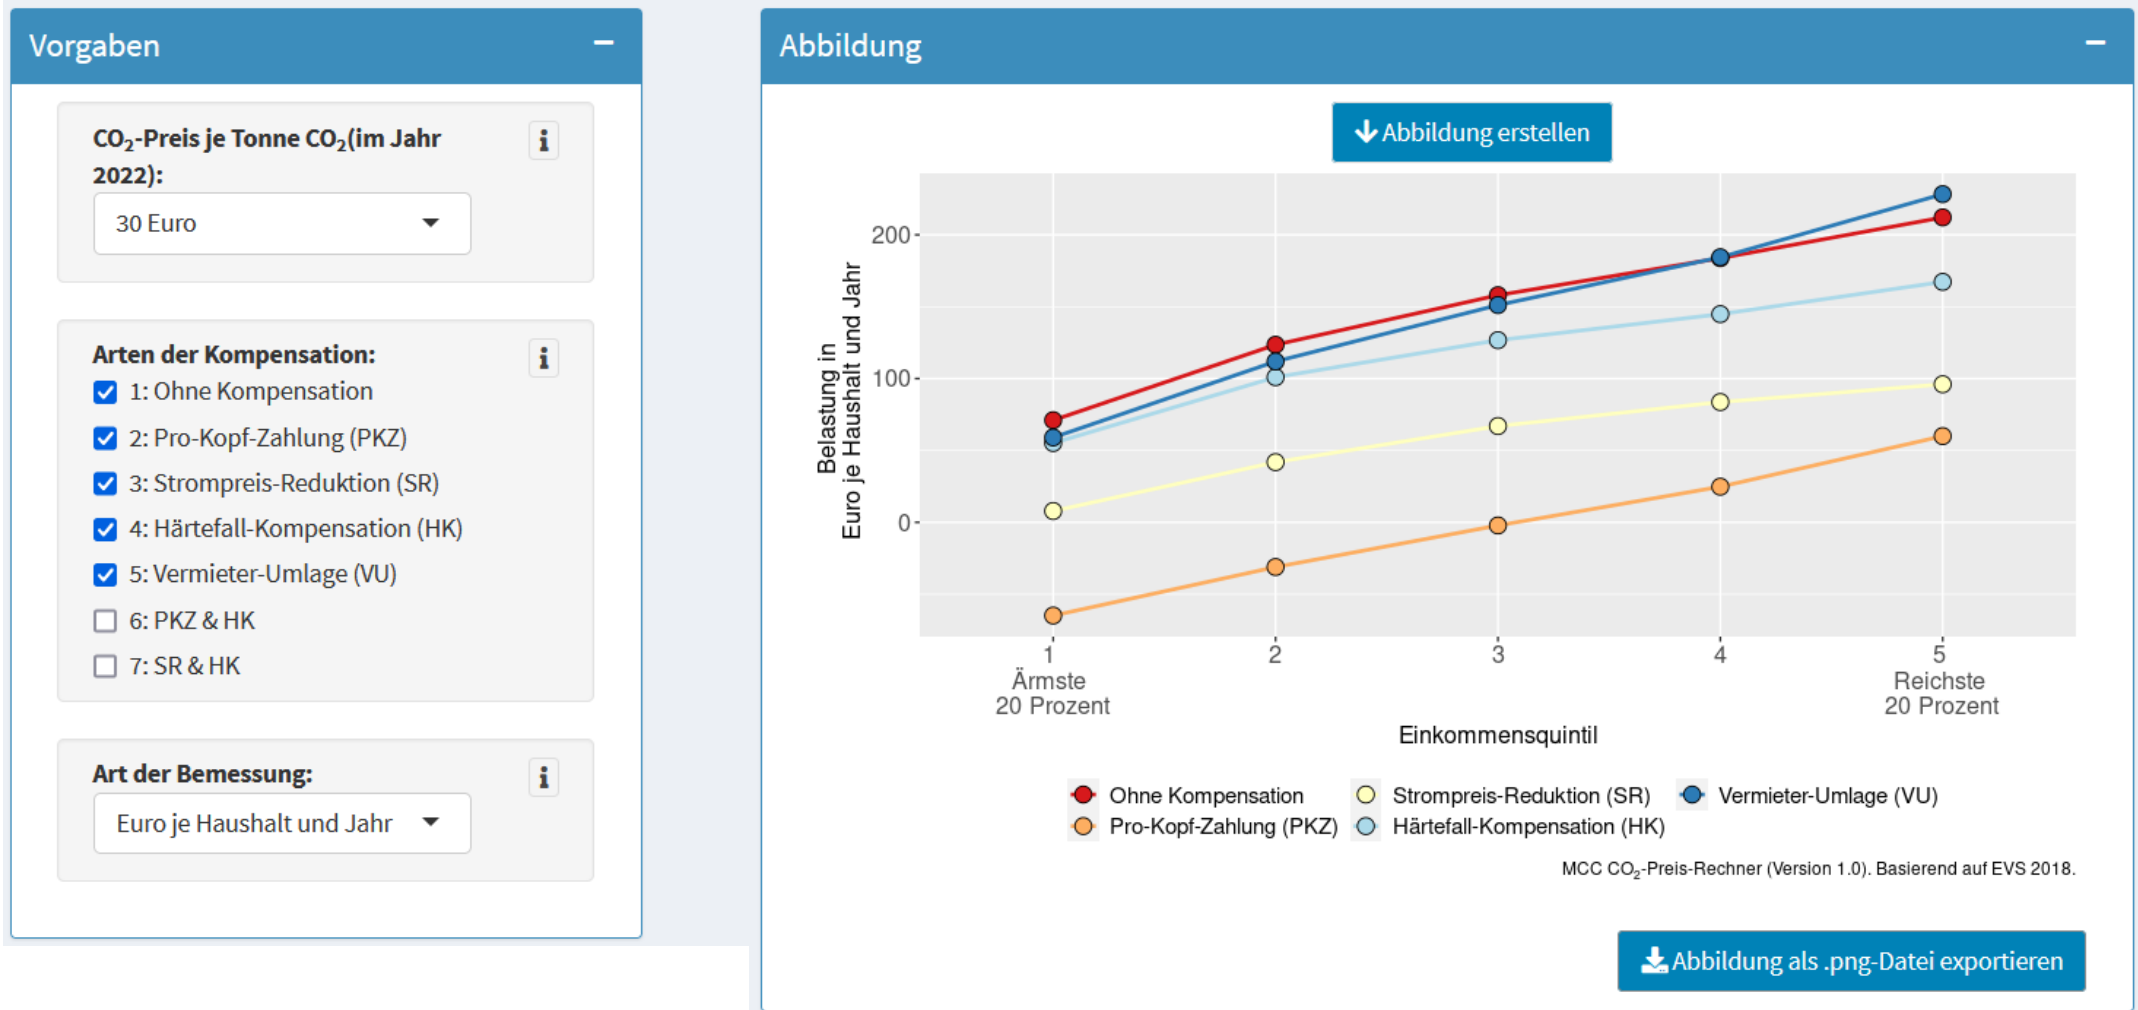 Vorgaben
CO₂-Preis je Tonne CO₂(im Jahr
2022):
30 Euro
Arten der Kompensation:
1: Ohne Kompensation
2: Pro-Kopf-Zahlung (PKZ)
3: Strompreis-Reduktion (SR)
4: Härtefall-Kompensation (HK)
5: Vermieter-Umlage (VU)
6: PKZ & HK
7: SR & HK
Art der Bemessung:
Euro je Haushalt und Jahr
Abbildung
Abbildung erstellen
Belastung in
Euro je Haushalt und Jahr
200
100
0
1 2 3 4 5
Ärmste Reichste
20 Prozent 20 Prozent
Einkommensquintil
Ohne Kompensation Strompreis-Reduktion (SR) Vermieter-Umlage (VU)
Pro-Kopf-Zahlung (PKZ) Härtefall-Kompensation (HK)
MCC CO₂-Preis-Rechner (Version 1.0). Basierend auf EVS 2018.
Abbildung als .png-Datei exportieren